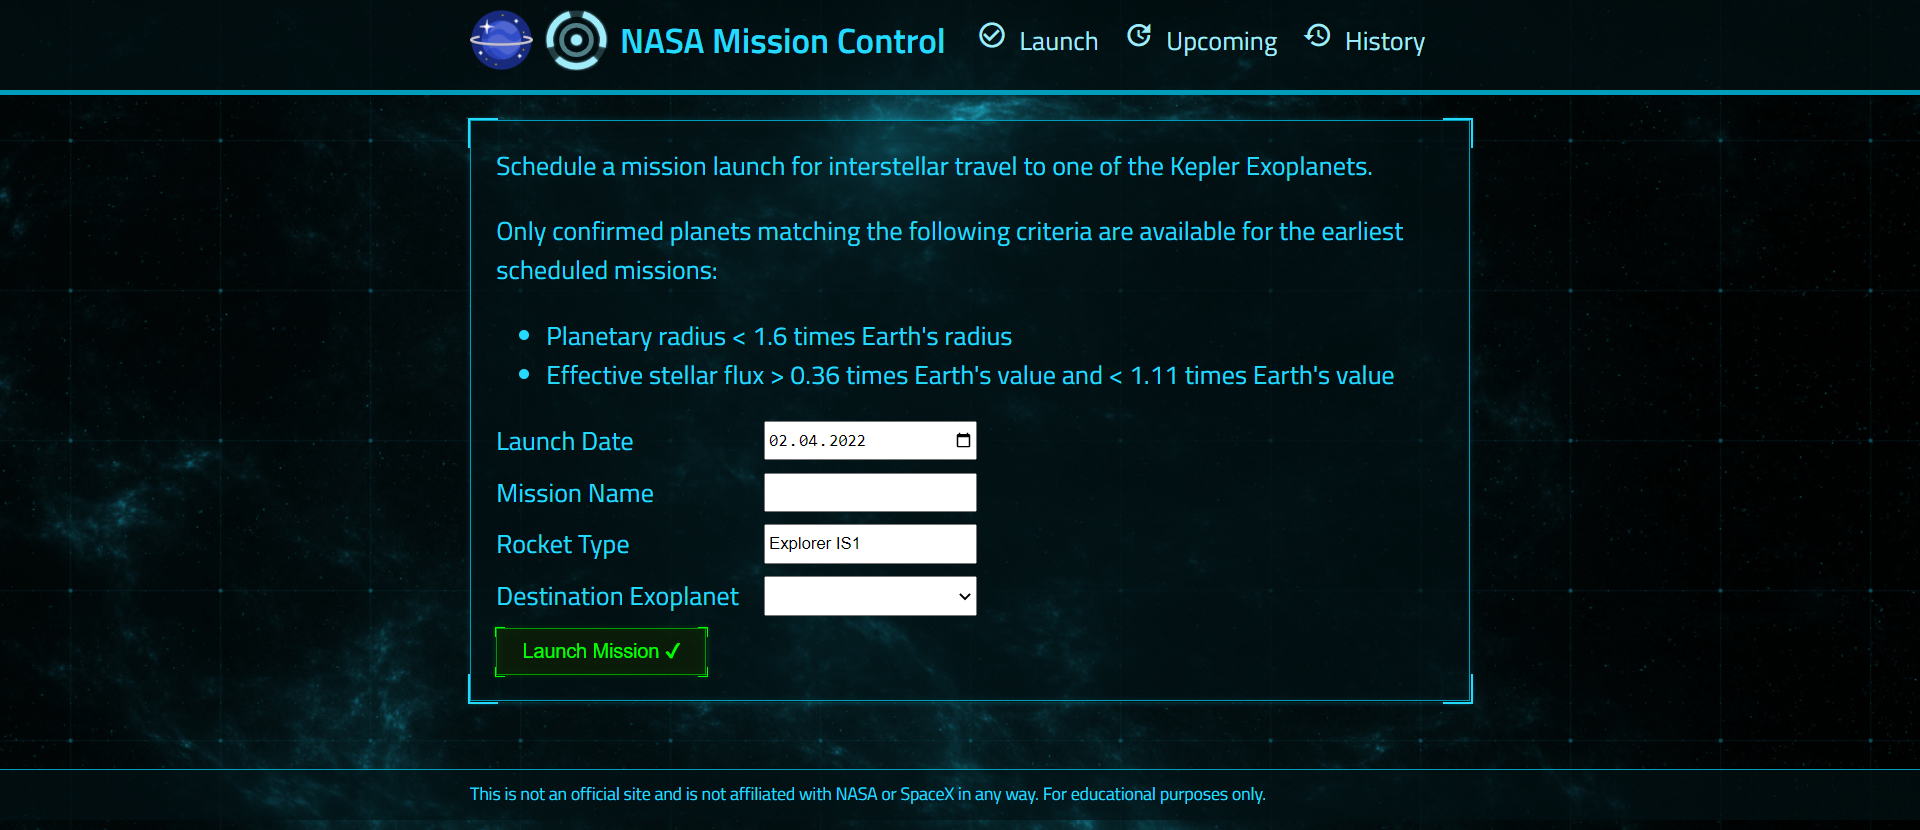 NASA Mission Control Launch Upcoming History
Schedule a mission launch for interstellar travel to one of the Kepler Exoplanets.
Only confirmed planets matching the following criteria are available for the earliest
scheduled missions:
Planetary radius < 1.6 times Earth's radius
Effective stellar flux > 0.36 times Earth's value and < 1.11 times Earth's value
Launch Date 02.04.2022
Mission Name
Rocket Type Explorer IS1
Destination Exoplanet
Launch Mission ✓
This is not an official site and is not affiliated with NASA or SpaceX in any way. For educational purposes only.